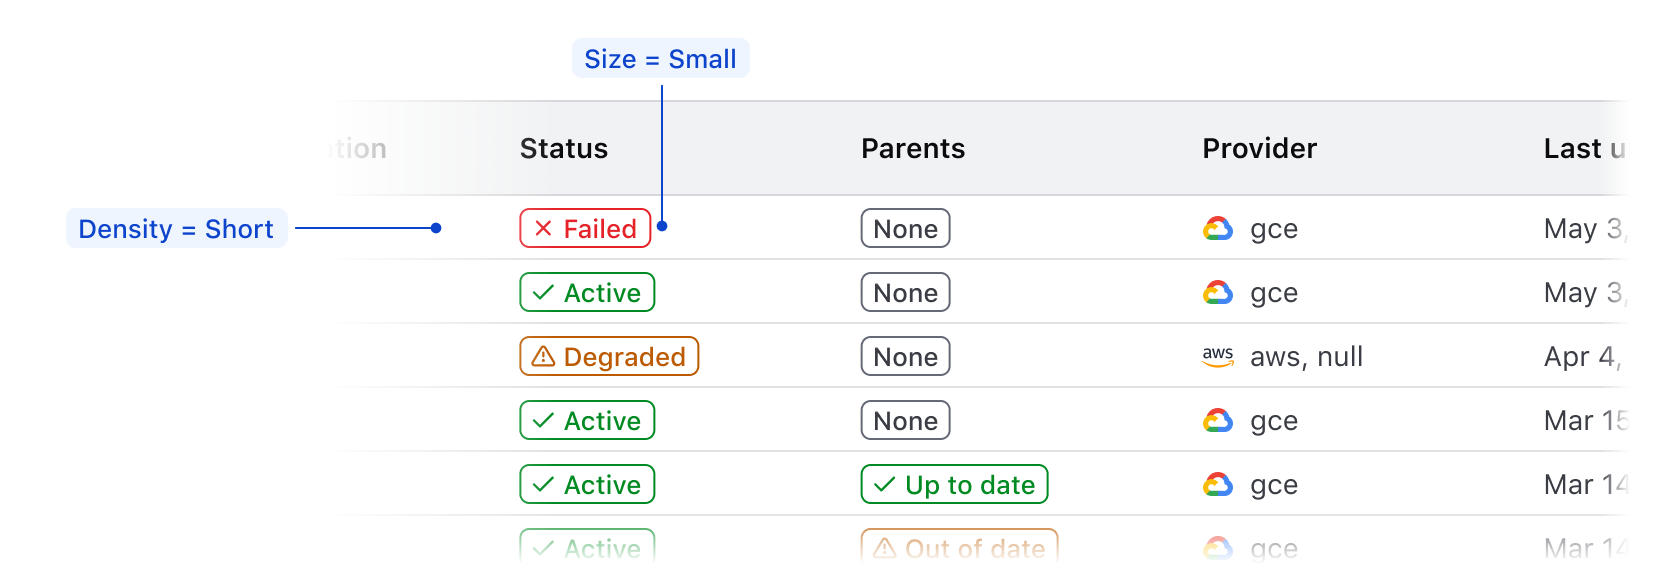 Size = Small
tion Status Parents Provider Last u
Density = Short Failed None gce May 3,
Active None gce May 3,
Degraded None aws aws, null Apr 4,
Active None gce Mar 15
Active Up to date gce Mar 14
Active Out of date gce Mar 14